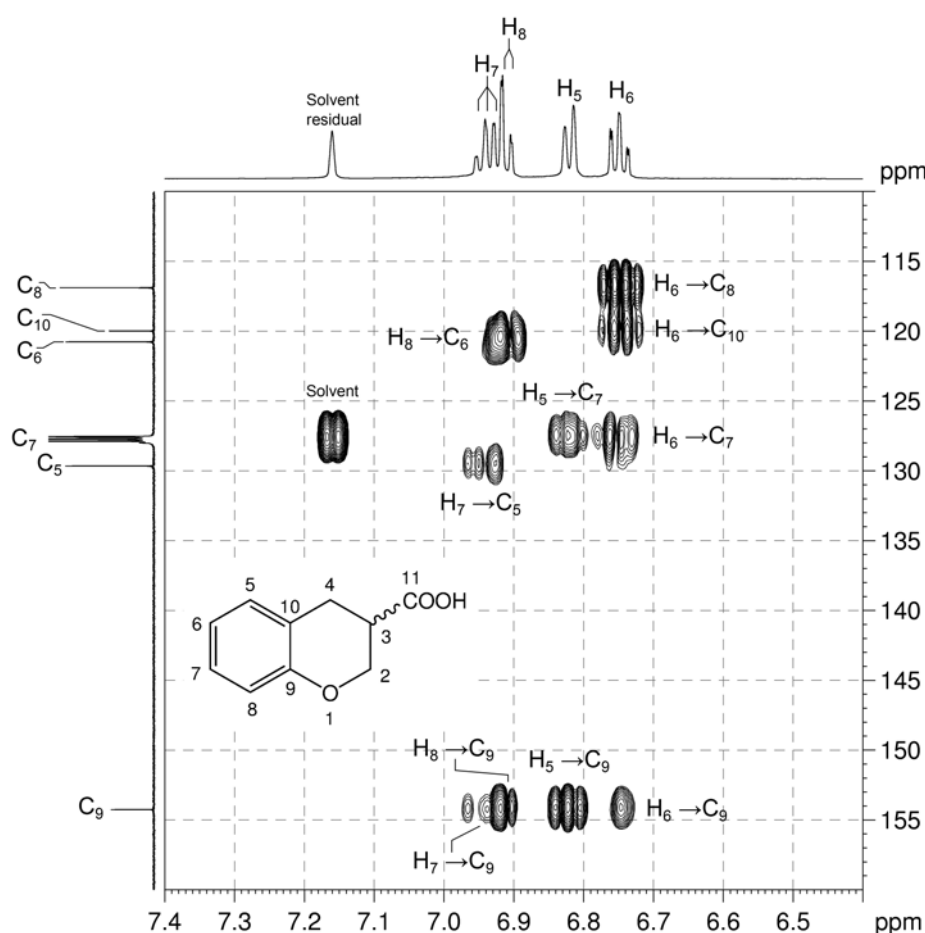 H₈
H₇
Solvent
residual
H₅
H₆
ppm
C₈
C₁₀
C₆
C₇
C₅
C₉
115
120
125
130
135
140
145
150
155
H₆→C₈
H₈→C₆
H₆→C₁₀
Solvent
H₅→C₇
H₆→C₇
H₇→C₅
5
4
11
COOH
10
6
3
7
2
9
8
O
1
H₈→C₉
H₅→C₉
H₆→C₉
H₇→C₉
7.4 7.3 7.2 7.1 7.0 6.9 6.8 6.7 6.6 6.5 ppm